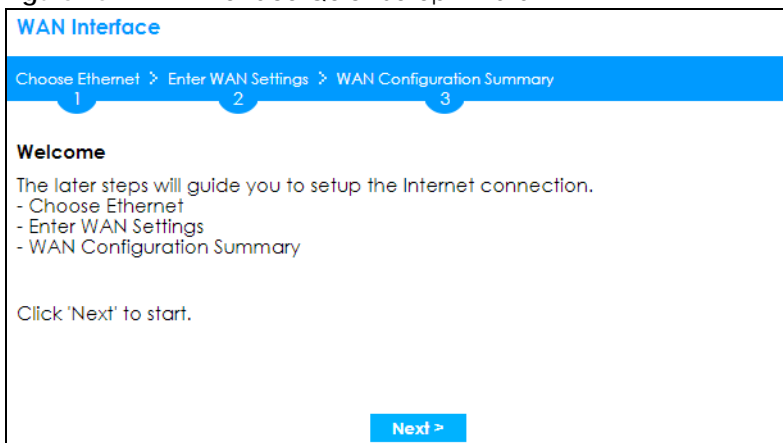 WAN Interface
Choose Ethernet > Enter WAN Settings > WAN Configuration Summary
1 2 3
Welcome
The later steps will guide you to setup the Internet connection.
- Choose Ethernet
- Enter WAN Settings
- WAN Configuration Summary
Click 'Next' to start.
Next >